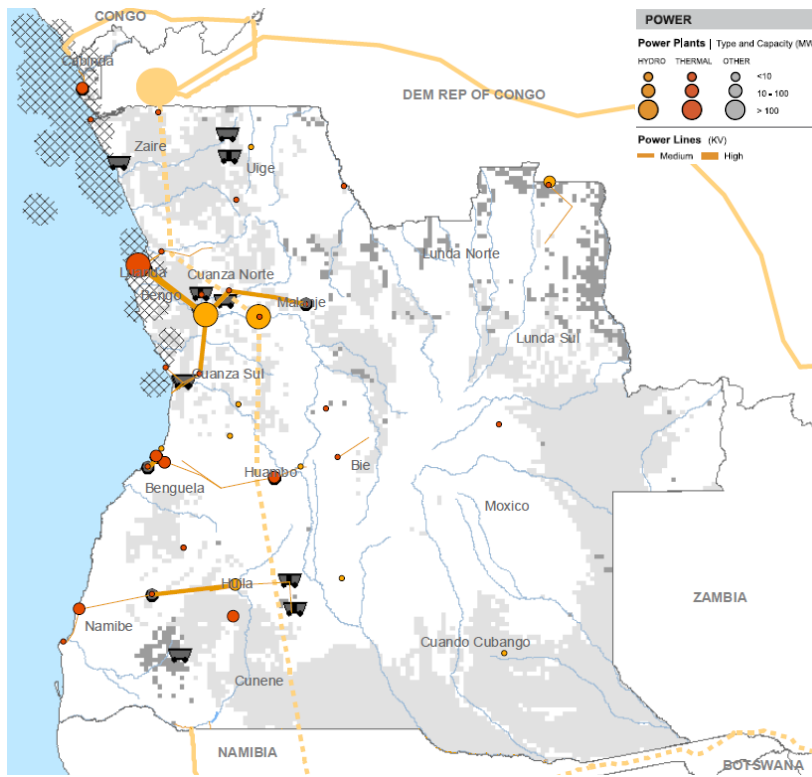 CONGO
POWER
Power Plants | Type and Capacity (MW
HYDRO THERMAL OTHER
<10
10 - 100
> 100
Power Lines (KV)
Medium High
Cabinda
DEM REP OF CONGO
Zaire
Uige
Lunda Norte
Luanda
Cuanza Norte
Bengo
Malanje
Lunda Sul
Cuanza Sul
Huambo
Bie
Benguela
Moxico
Huila
ZAMBIA
Namibe
Cuando Cubango
Cunene
NAMIBIA
BOTSWANA